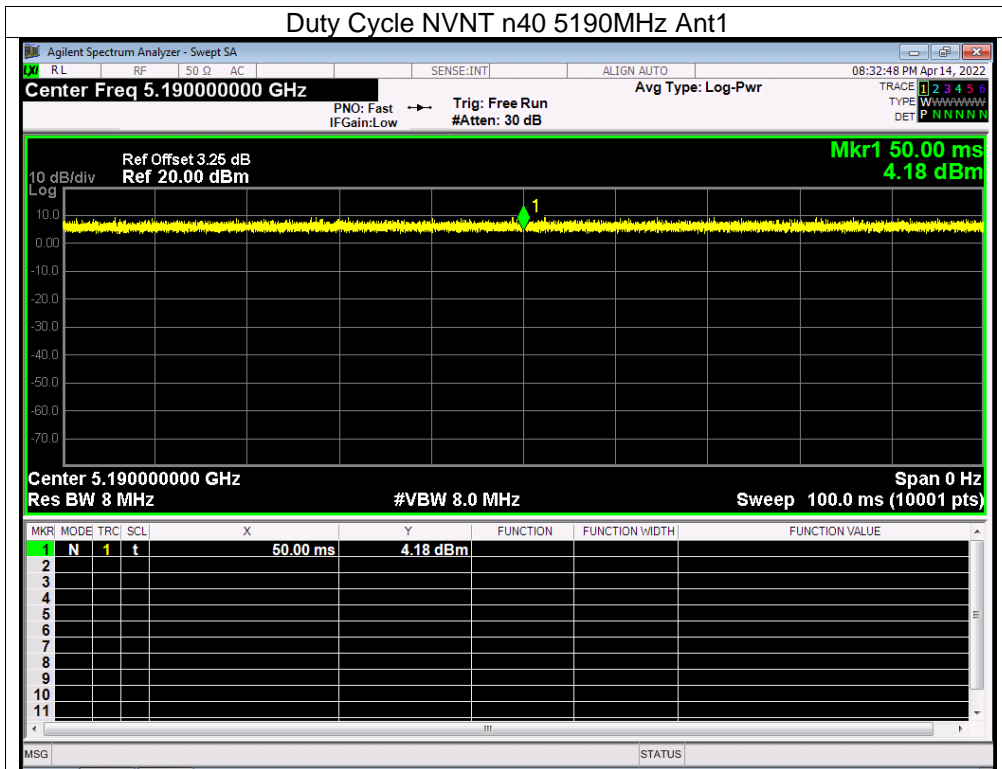 Duty Cycle NVNT n40 5190MHz Ant1
Agilent Spectrum Analyzer - Swept SA
LXI RL RF 50 Ω AC SENSE:INT ALIGN AUTO 08:32:48 PM Apr 14, 2022
Center Freq 5.190000000 GHz Avg Type: Log-Pwr TRACE 1 2 3 4 5 6
PNO: Fast Trig: Free Run TYPE WWWWWW
IFGain:Low #Atten: 30 dB DET P N N N N N
Mkr1 50.00 ms
Ref Offset 3.25 dB
10 dB/div Ref 20.00 dBm 4.18 dBm
Log
10.0
1
0.00
-10.0
-20.0
-30.0
-40.0
-50.0
-60.0
-70.0
Center 5.190000000 GHz Span 0 Hz
Res BW 8 MHz #VBW 8.0 MHz Sweep 100.0 ms (10001 pts)
MKR MODE TRC SCL X Y FUNCTION FUNCTION WIDTH FUNCTION VALUE
1 N 1 t 50.00 ms 4.18 dBm
2
3
4
5
6
7
8
9
10
11
MSG STATUS